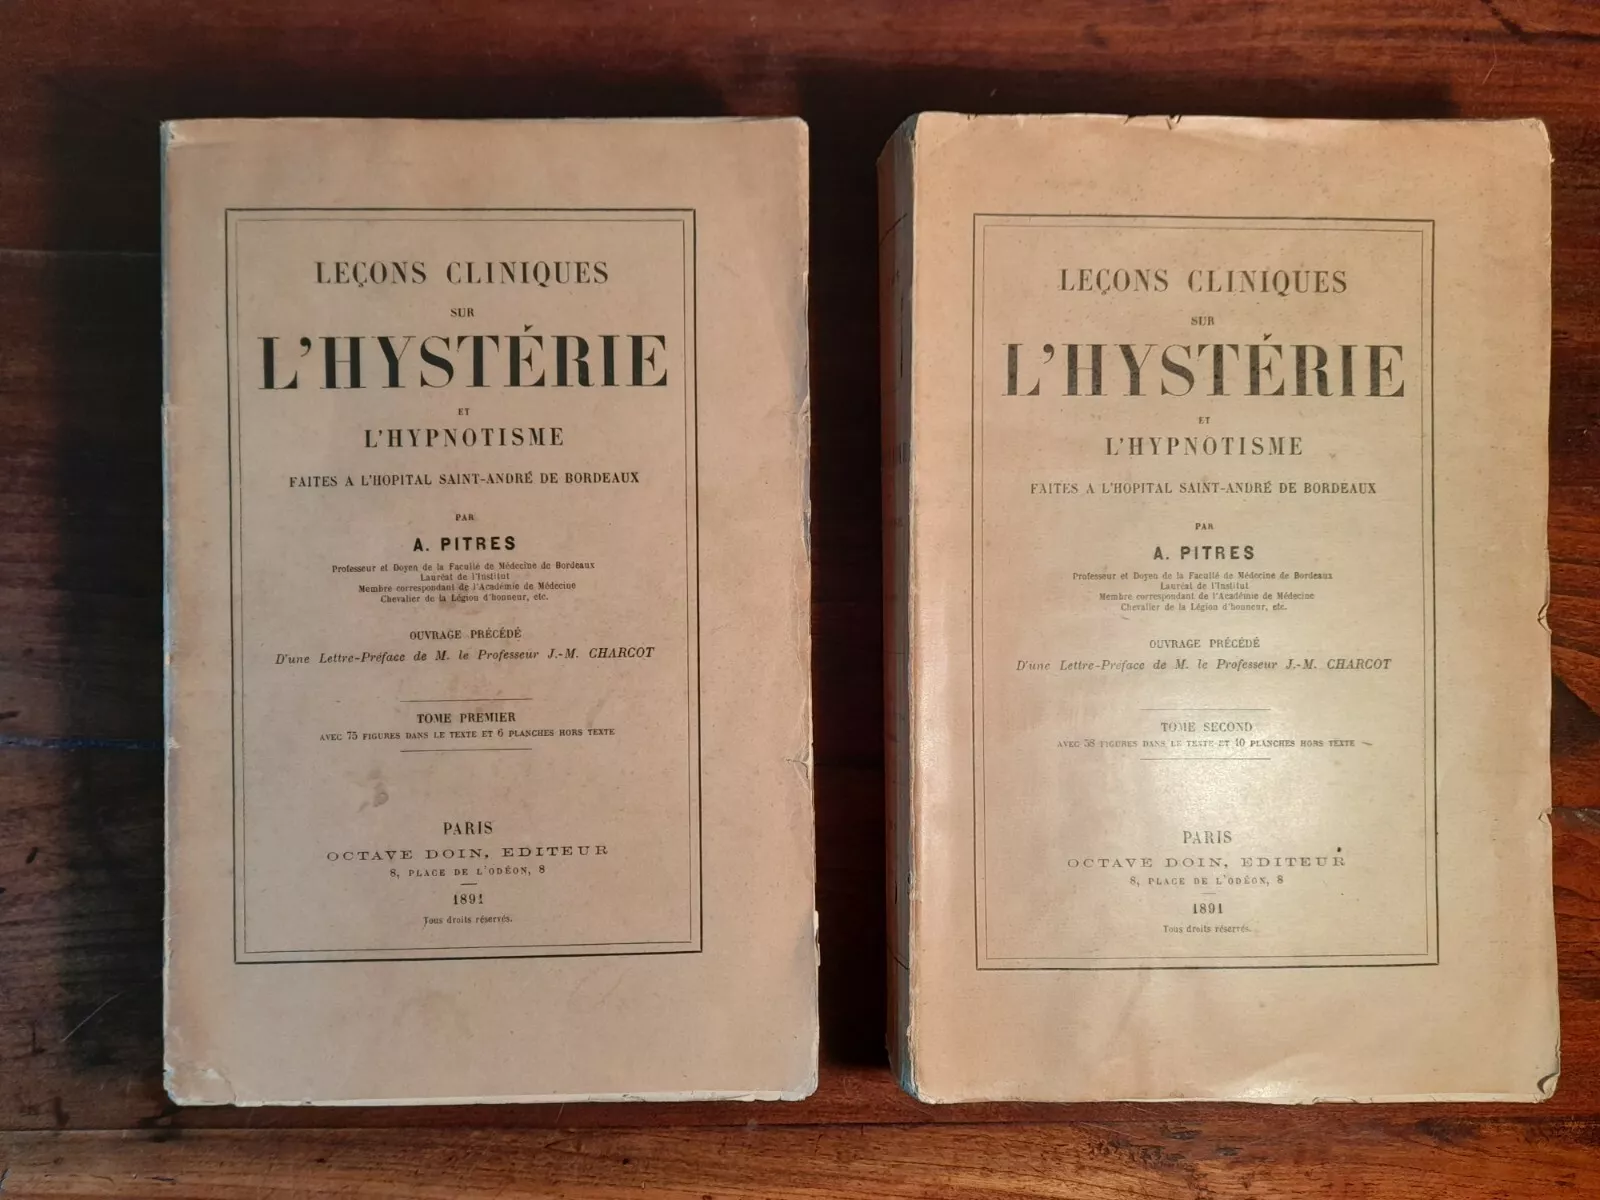 LEÇONS CLINIQUES
SUR
L'HYSTÉRIE
ET
L'HYPNOTISME
FAITES A L'HOPITAL SAINT-ANDRÉ DE BORDEAUX
PAR
A. PITRES
Professeur et Doyen de la Faculté de Médecine de Bordeaux
Lauréat de l'Institut
Membre correspondant de l'Académie de Médecine
Chevalier de la Légion d'honneur, etc.
OUVRAGE PRÉCÉDÉ
D'une Lettre-Préface de M. le Professeur J.-M. CHARCOT
TOME PREMIER
AVEC 75 FIGURES DANS LE TEXTE ET 6 PLANCHES HORS TEXTE
PARIS
OCTAVE DOIN, EDITEUR
8, PLACE DE L'ODÉON, 8
1891
Tous droits réservés.
LEÇONS CLINIQUES
SUR
L'HYSTÉRIE
ET
L'HYPNOTISME
FAITES A L'HOPITAL SAINT-ANDRÉ DE BORDEAUX
PAR
A. PITRES
Professeur et Doyen de la Faculté de Médecine de Bordeaux
Lauréat de l'Institut
Membre correspondant de l'Académie de Médecine
Chevalier de la Légion d'honneur, etc.
OUVRAGE PRÉCÉDÉ
D'une Lettre-Préface de M. le Professeur J.-M. CHARCOT
TOME SECOND
AVEC 38 FIGURES DANS LE TEXTE ET 10 PLANCHES HORS TEXTE
PARIS
OCTAVE DOIN, EDITEUR
8, PLACE DE L'ODÉON, 8
1891
Tous droits réservés.